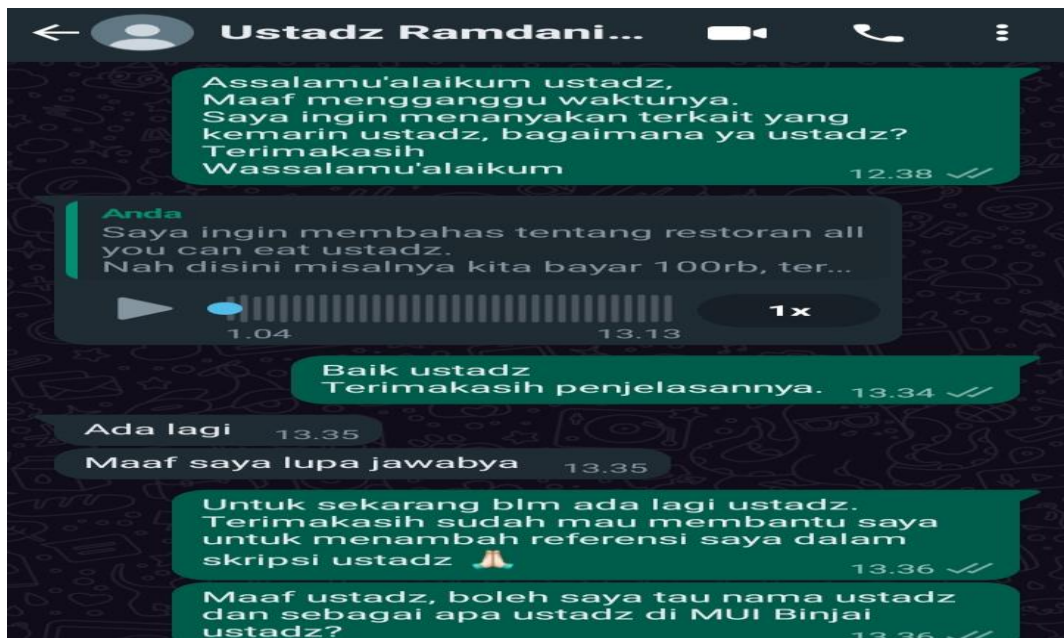 Ustadz Ramdani...
Assalamu'alaikum ustadz,
Maaf mengganggu waktunya.
Saya ingin menanyakan terkait yang
kemarin ustadz, bagaimana ya ustadz?
Terimakasih
Wassalamu'alaikum
12.38
Anda
Saya ingin membahas tentang restoran all
you can eat ustadz.
Nah disini misalnya kita bayar 100rb, ter...
1x
1.04 13.13
Baik ustadz
Terimakasih penjelasannya. 13.34
Ada lagi 13.35
Maaf saya lupa jawabya 13.35
Untuk sekarang blm ada lagi ustadz.
Terimakasih sudah mau membantu saya
untuk menambah referensi saya dalam
skripsi ustadz 🙏🏻
13.36
Maaf ustadz, boleh saya tau nama ustadz
dan sebagai apa ustadz di MUI Binjai
ustadz? 13.36